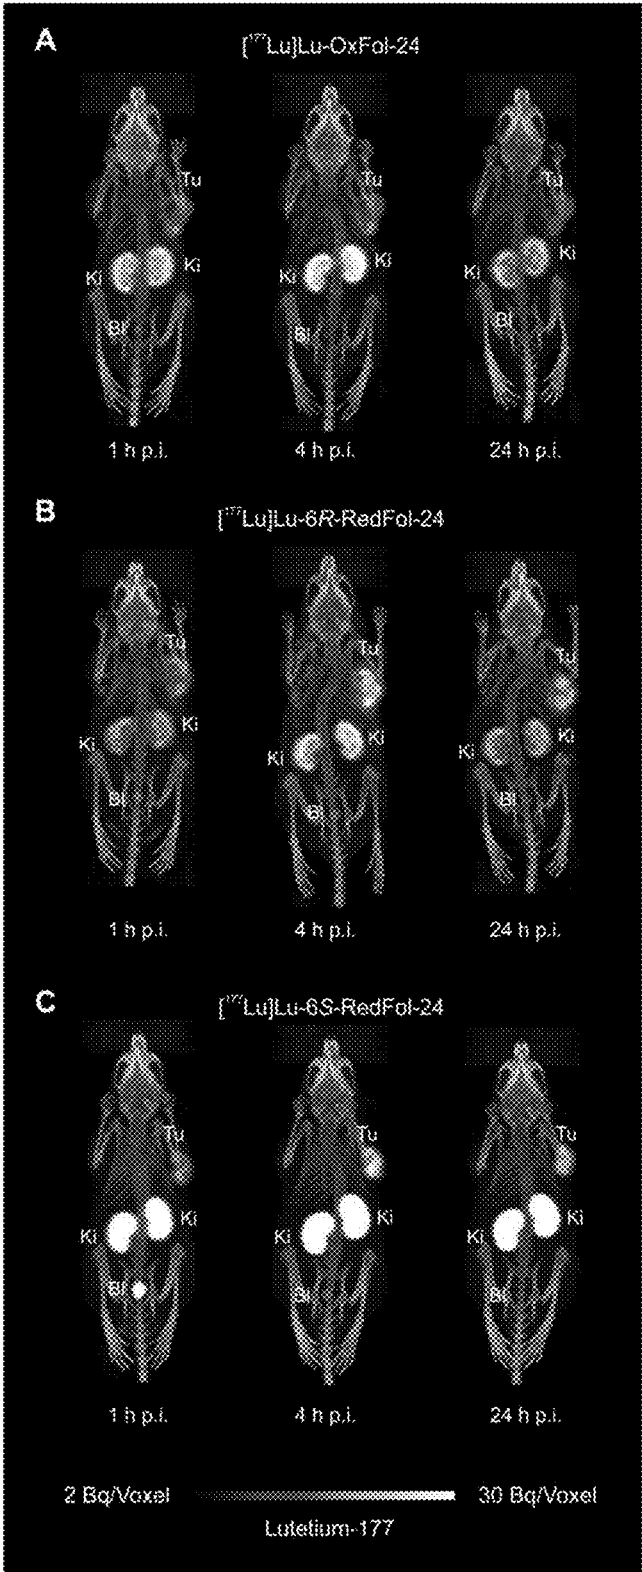 A
[¹⁷⁷Lu]Lu-OxFol-24
Tu Tu Tu
Ki Ki Ki Ki Ki Ki
Bl Bl Bl
1 h p.i. 4 h p.i. 24 h p.i.
B
[¹⁷⁷Lu]Lu-6R-RedFol-24
Tu Tu Tu
Ki Ki Ki Ki Ki Ki
Bl Bl Bl
1 h p.i. 4 h p.i. 24 h p.i.
C
[¹⁷⁷Lu]Lu-6S-RedFol-24
Tu Tu Tu
Ki Ki Ki Ki Ki Ki
Bl Bl Bl
1 h p.i. 4 h p.i. 24 h p.i.
2 Bq/Voxel 30 Bq/Voxel
Lutetium-177